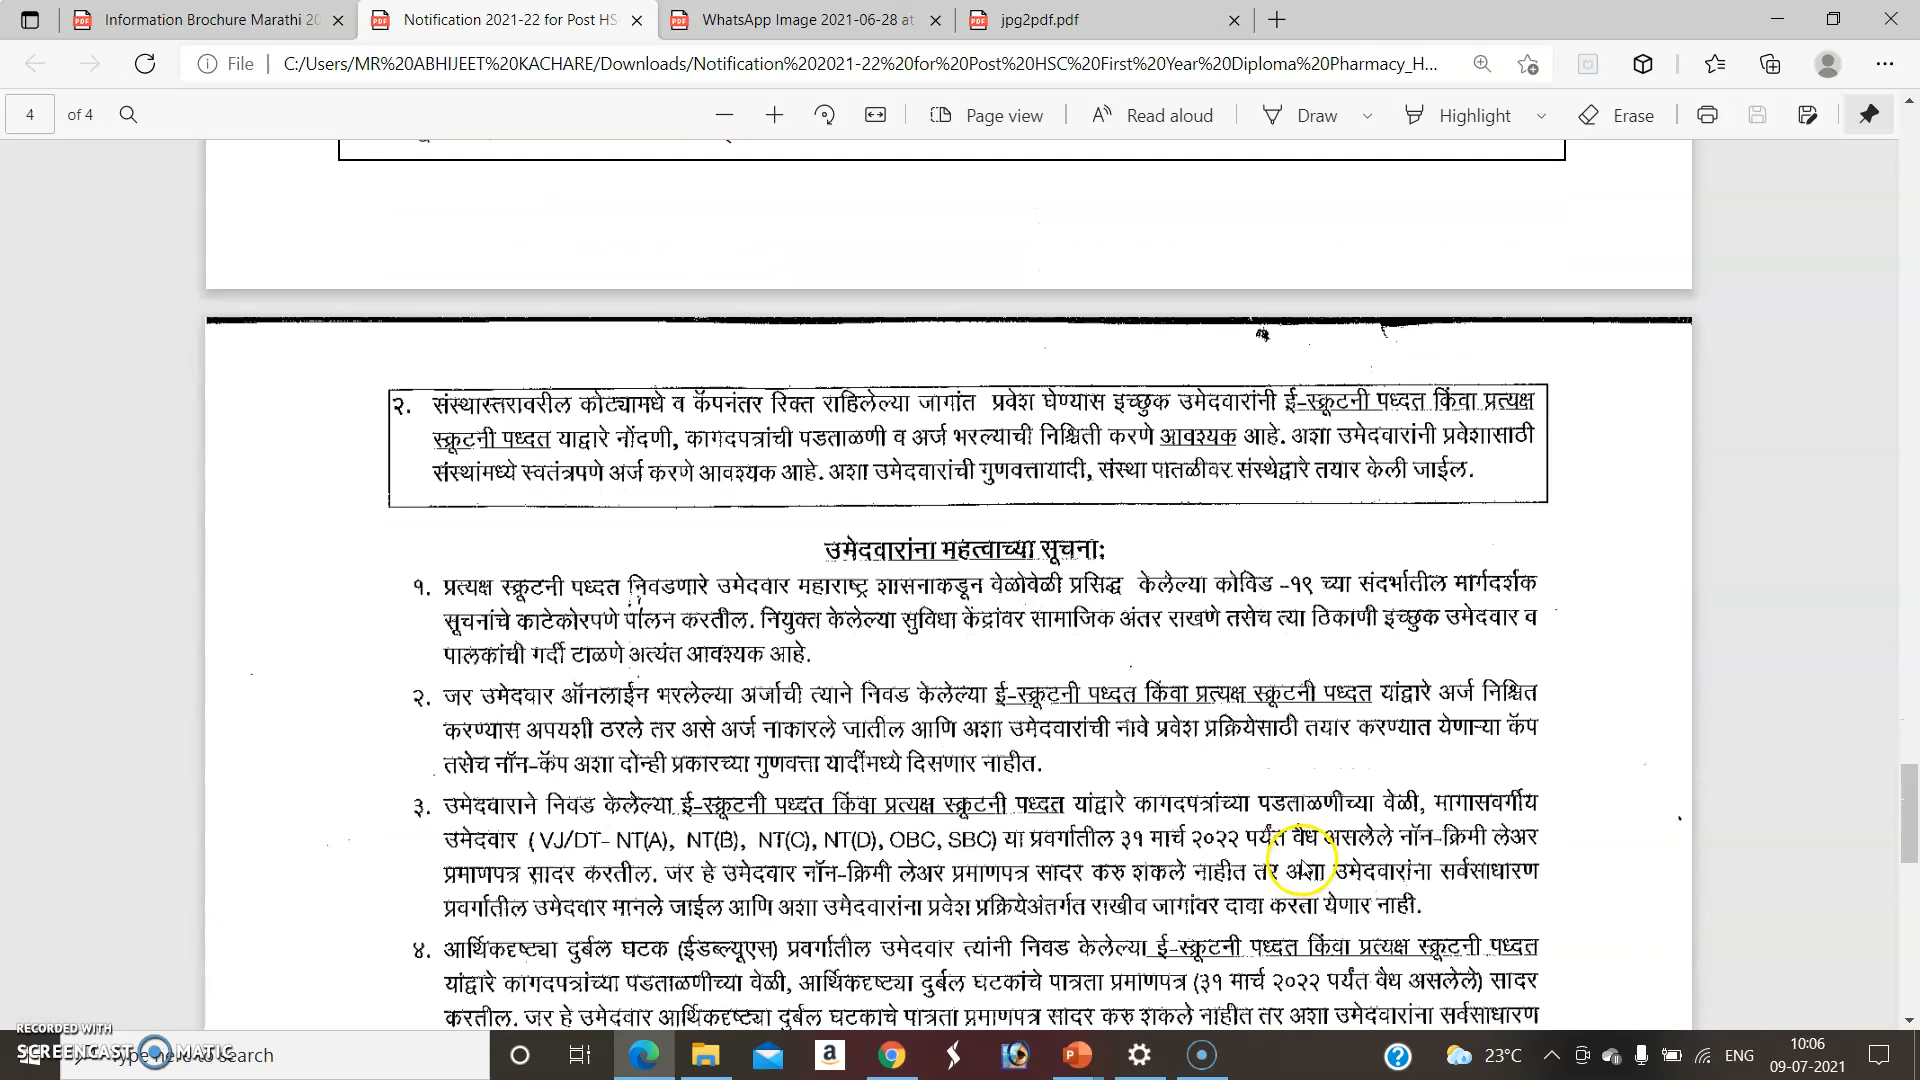 Information Brochure Marathi 20
Notification 2021-22 for Post HS
WhatsApp Image 2021-06-28 at
jpg2pdf.pdf
File
C:/Users/MR%20ABHIJEET%20KACHARE/Downloads/Notification%202021-22%20for%20Post%20HSC%20First%20Year%20Diploma%20Pharmacy_H...
4 of 4
Page view
Read aloud
Draw
Highlight
Erase
२. संस्थास्तरावरील कोट्यामधे व कॅपनंतर रिक्त राहिलेल्या जागांत प्रवेश घेण्यास इच्छुक उमेदवारांनी ई-स्क्रूटनी पध्दत किंवा प्रत्यक्ष
स्क्रूटनी पध्दत याद्वारे नोंदणी, कागदपत्रांची पडताळणी व अर्ज भरल्याची निश्चिती करणे आवश्यक आहे. अशा उमेदवारांनी प्रवेशासाठी
संस्थांमध्ये स्वतंत्रपणे अर्ज करणे आवश्यक आहे. अशा उमेदवारांची गुणवत्तायादी, संस्था पातळीवर संस्थेद्वारे तयार केली जाईल.
उमेदवारांना महत्वाच्या सूचना:
१. प्रत्यक्ष स्क्रूटनी पध्दत निवडणारे उमेदवार महाराष्ट्र शासनाकडून वेळोवेळी प्रसिद्ध केलेल्या कोविड -१९ च्या संदर्भातील मार्गदर्शक
सूचनांचे काटेकोरपणे पालन करतील. नियुक्त केलेल्या सुविधा केंद्रांवर सामाजिक अंतर राखणे तसेच त्या ठिकाणी इच्छुक उमेदवार व
पालकांची गर्दी टाळणे अत्यंत आवश्यक आहे.
२. जर उमेदवार ऑनलाईन भरलेल्या अर्जाची त्याने निवड केलेल्या ई-स्क्रूटनी पध्दत किंवा प्रत्यक्ष स्क्रूटनी पध्दत यांद्वारे अर्ज निश्चित
करण्यास अपयशी ठरले तर असे अर्ज नाकारले जातील आणि अशा उमेदवारांची नावे प्रवेश प्रक्रियेसाठी तयार करण्यात येणाऱ्या कॅप
तसेच नॉन-कॅप अशा दोन्ही प्रकारच्या गुणवत्ता यादींमध्ये दिसणार नाहीत.
३. उमेदवाराने निवड केलेल्या ई-स्क्रूटनी पध्दत किंवा प्रत्यक्ष स्क्रूटनी पध्दत यांद्वारे कागदपत्रांच्या पडताळणीच्या वेळी, मागासवर्गीय
उमेदवार ( VJ/DT- NT(A), NT(B), NT(C), NT(D), OBC, SBC) या प्रवर्गातील ३१ मार्च २०२२ पर्यंत वैध असलेले नॉन-क्रिमी लेअर
प्रमाणपत्र सादर करतील. जर हे उमेदवार नॉन-क्रिमी लेअर प्रमाणपत्र सादर करु शकले नाहीत तर अशा उमेदवारांना सर्वसाधारण
प्रवर्गातील उमेदवार मानले जाईल आणि अशा उमेदवारांना प्रवेश प्रक्रियेअंतर्गत राखीव जागांवर दावा करता येणार नाही.
४. आर्थिकदृष्ट्या दुर्बल घटक (ईडब्ल्यूएस) प्रवर्गातील उमेदवार त्यांनी निवड केलेल्या ई-स्क्रूटनी पध्दत किंवा प्रत्यक्ष स्क्रूटनी पध्दत
यांद्वारे कागदपत्रांच्या पडताळणीच्या वेळी, आर्थिकदृष्ट्या दुर्बल घटकांचे पात्रता प्रमाणपत्र (३१ मार्च २०२२ पर्यंत वैध असलेले) सादर
करतील. जर हे उमेदवार आर्थिकदृष्ट्या दुर्बल घटकाचे पात्रता प्रमाणपत्र सादर करु शकले नाहीत तर अशा उमेदवारांना सर्वसाधारण
RECORDED WITH
SCREENCAST MATIC
Type here to search
23°C
ENG
10:06
09-07-2021